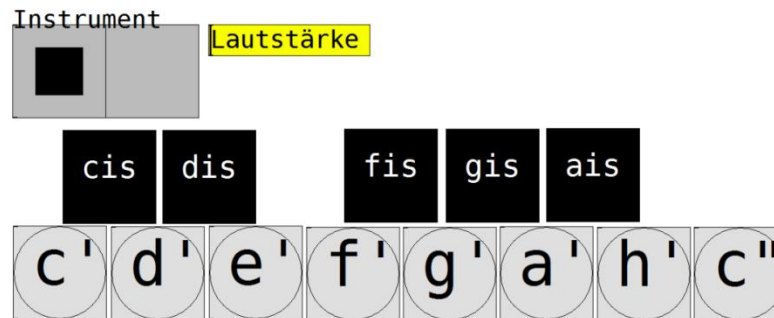 Instrument
Lautstärke
cis dis fis gis ais
c' d' e' f' g' a' h' c"